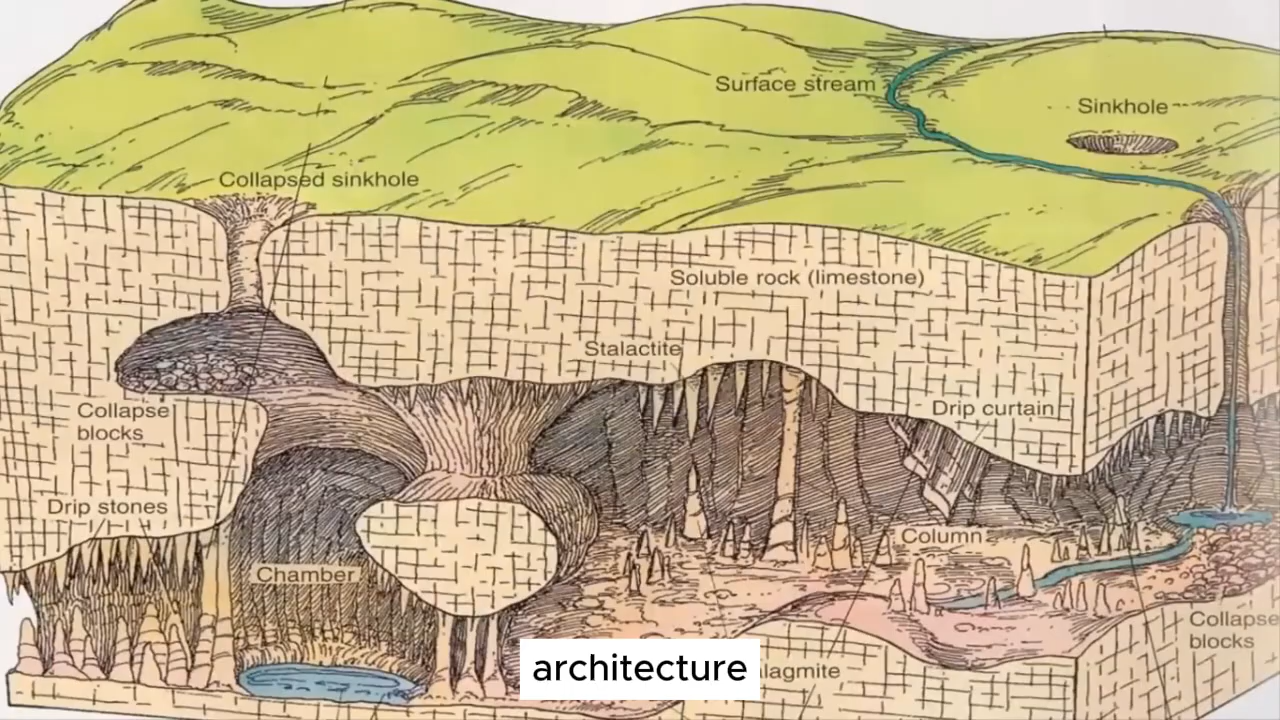 Surface stream
Sinkhole
Collapsed sinkhole
Soluble rock (limestone)
Stalactite
Collapse
blocks
Drip curtain
Drip stones
Column
Chamber
Collapse
blocks
architecture
lagmite